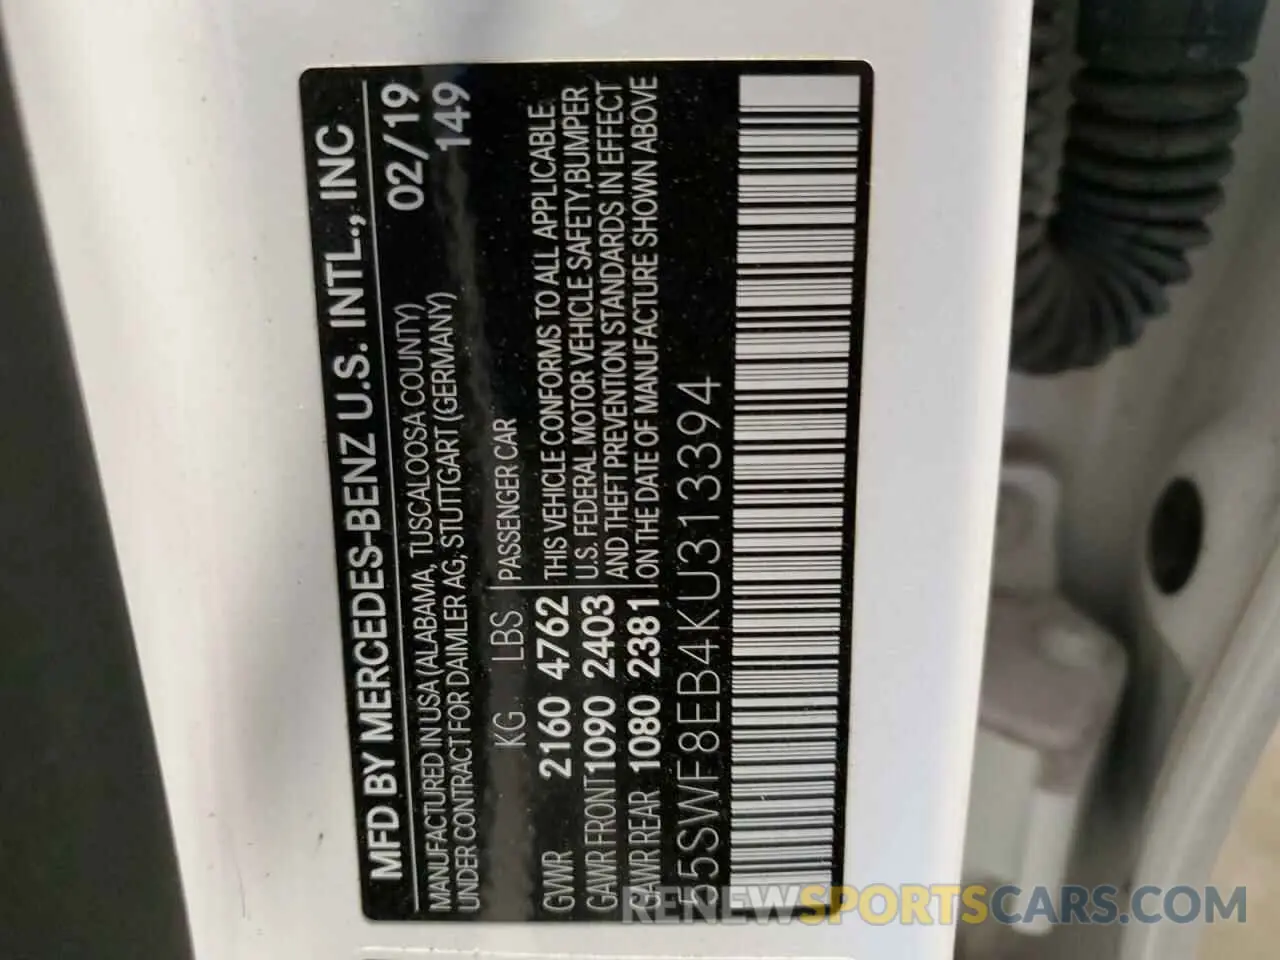 MFD BY MERCEDES-BENZ U.S. INTL., INC
MANUFACTURED IN USA (ALABAMA, TUSCALOOSA COUNTY) 02/19
UNDER CONTRACT FOR DAIMLER AG, STUTTGART (GERMANY) 149
KG LBS PASSENGER CAR
GVWR 2160 4762 THIS VEHICLE CONFORMS TO ALL APPLICABLE
GAWR FRONT 1090 2403 U.S. FEDERAL MOTOR VEHICLE SAFETY, BUMPER
AND THEFT PREVENTION STANDARDS IN EFFECT
GAWR REAR 1080 2381 ON THE DATE OF MANUFACTURE SHOWN ABOVE
55SWF8EB4KU313394
RENEWSPORTSCARS.COM